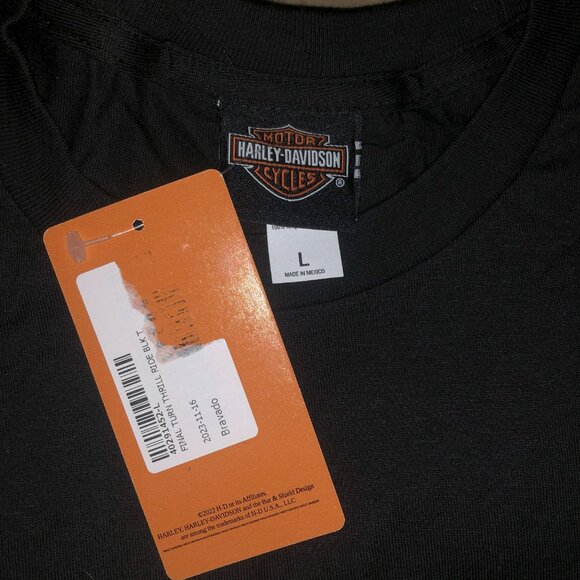 MOTOR
HARLEY-DAVIDSON
CYCLES
®
L
MADE IN MEXICO
40291452-L
FINAL TURN THRILL RIDE BLK T
2023-11-16
Bravado
©2022 H-D or its Affiliates.
HARLEY, HARLEY-DAVIDSON and the Bar & Shield Design
are among the trademarks of H-D U.S.A., LLC